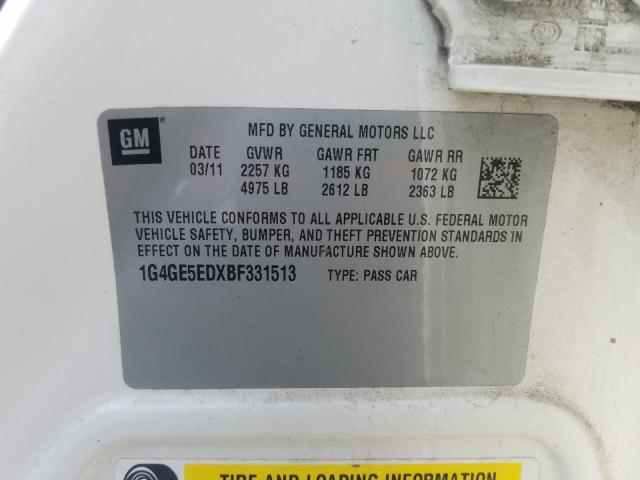 GM ®
MFD BY GENERAL MOTORS LLC
DATE GVWR GAWR FRT GAWR RR
03/11 2257 KG 1185 KG 1072 KG
4975 LB 2612 LB 2363 LB
THIS VEHICLE CONFORMS TO ALL APPLICABLE U.S. FEDERAL MOTOR
VEHICLE SAFETY, BUMPER, AND THEFT PREVENTION STANDARDS IN
EFFECT ON THE DATE OF MANUFACTURE SHOWN ABOVE.
1G4GE5EDXBF331513 TYPE: PASS CAR
TIRE AND LOADING INFORMATION